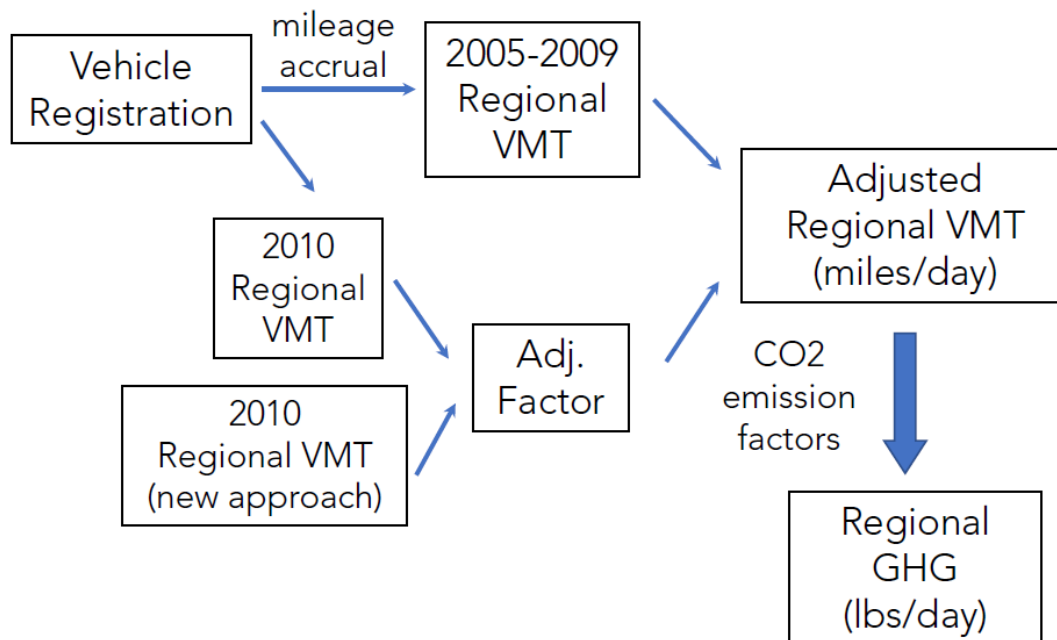 Vehicle
Registration
mileage
accrual
2005-2009
Regional
VMT
2010
Regional
VMT
2010
Regional VMT
(new approach)
Adj.
Factor
Adjusted
Regional VMT
(miles/day)
CO2
emission
factors
Regional
GHG
(lbs/day)